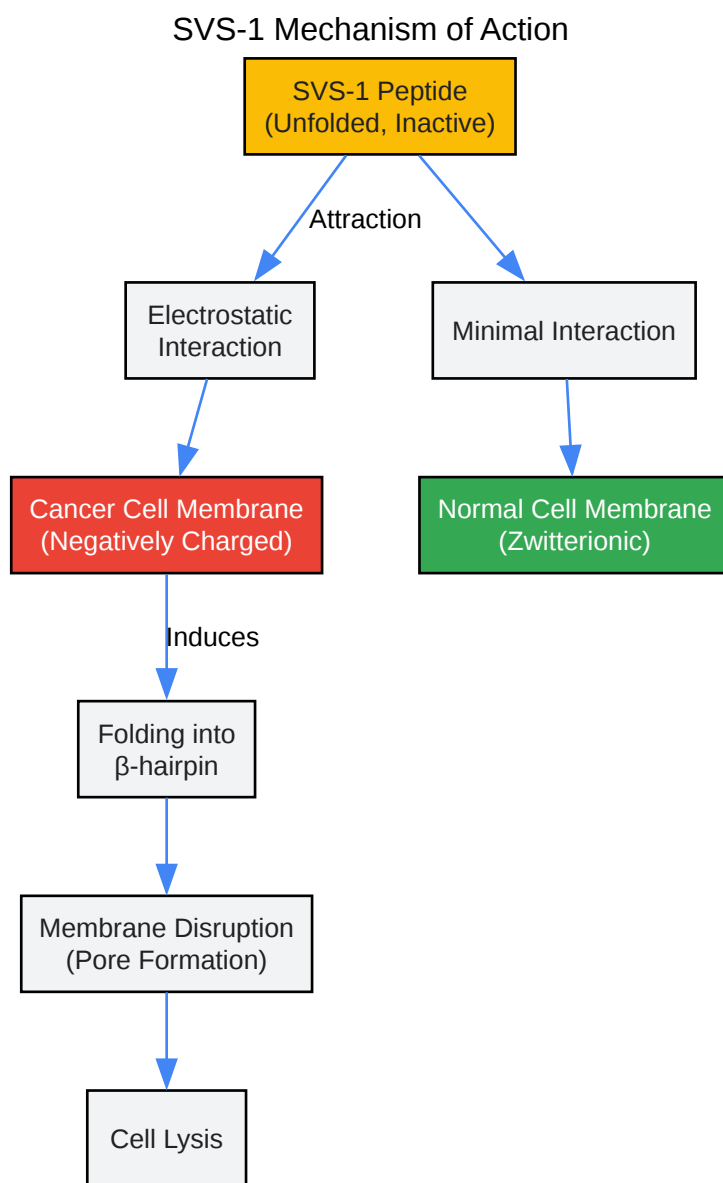 SVS-1 Mechanism of Action
SVS-1 Peptide
(Unfolded, Inactive)
Attraction
Electrostatic
Interaction
Minimal Interaction
Cancer Cell Membrane
(Negatively Charged)
Normal Cell Membrane
(Zwitterionic)
Induces
Folding into
β-hairpin
Membrane Disruption
(Pore Formation)
Cell Lysis